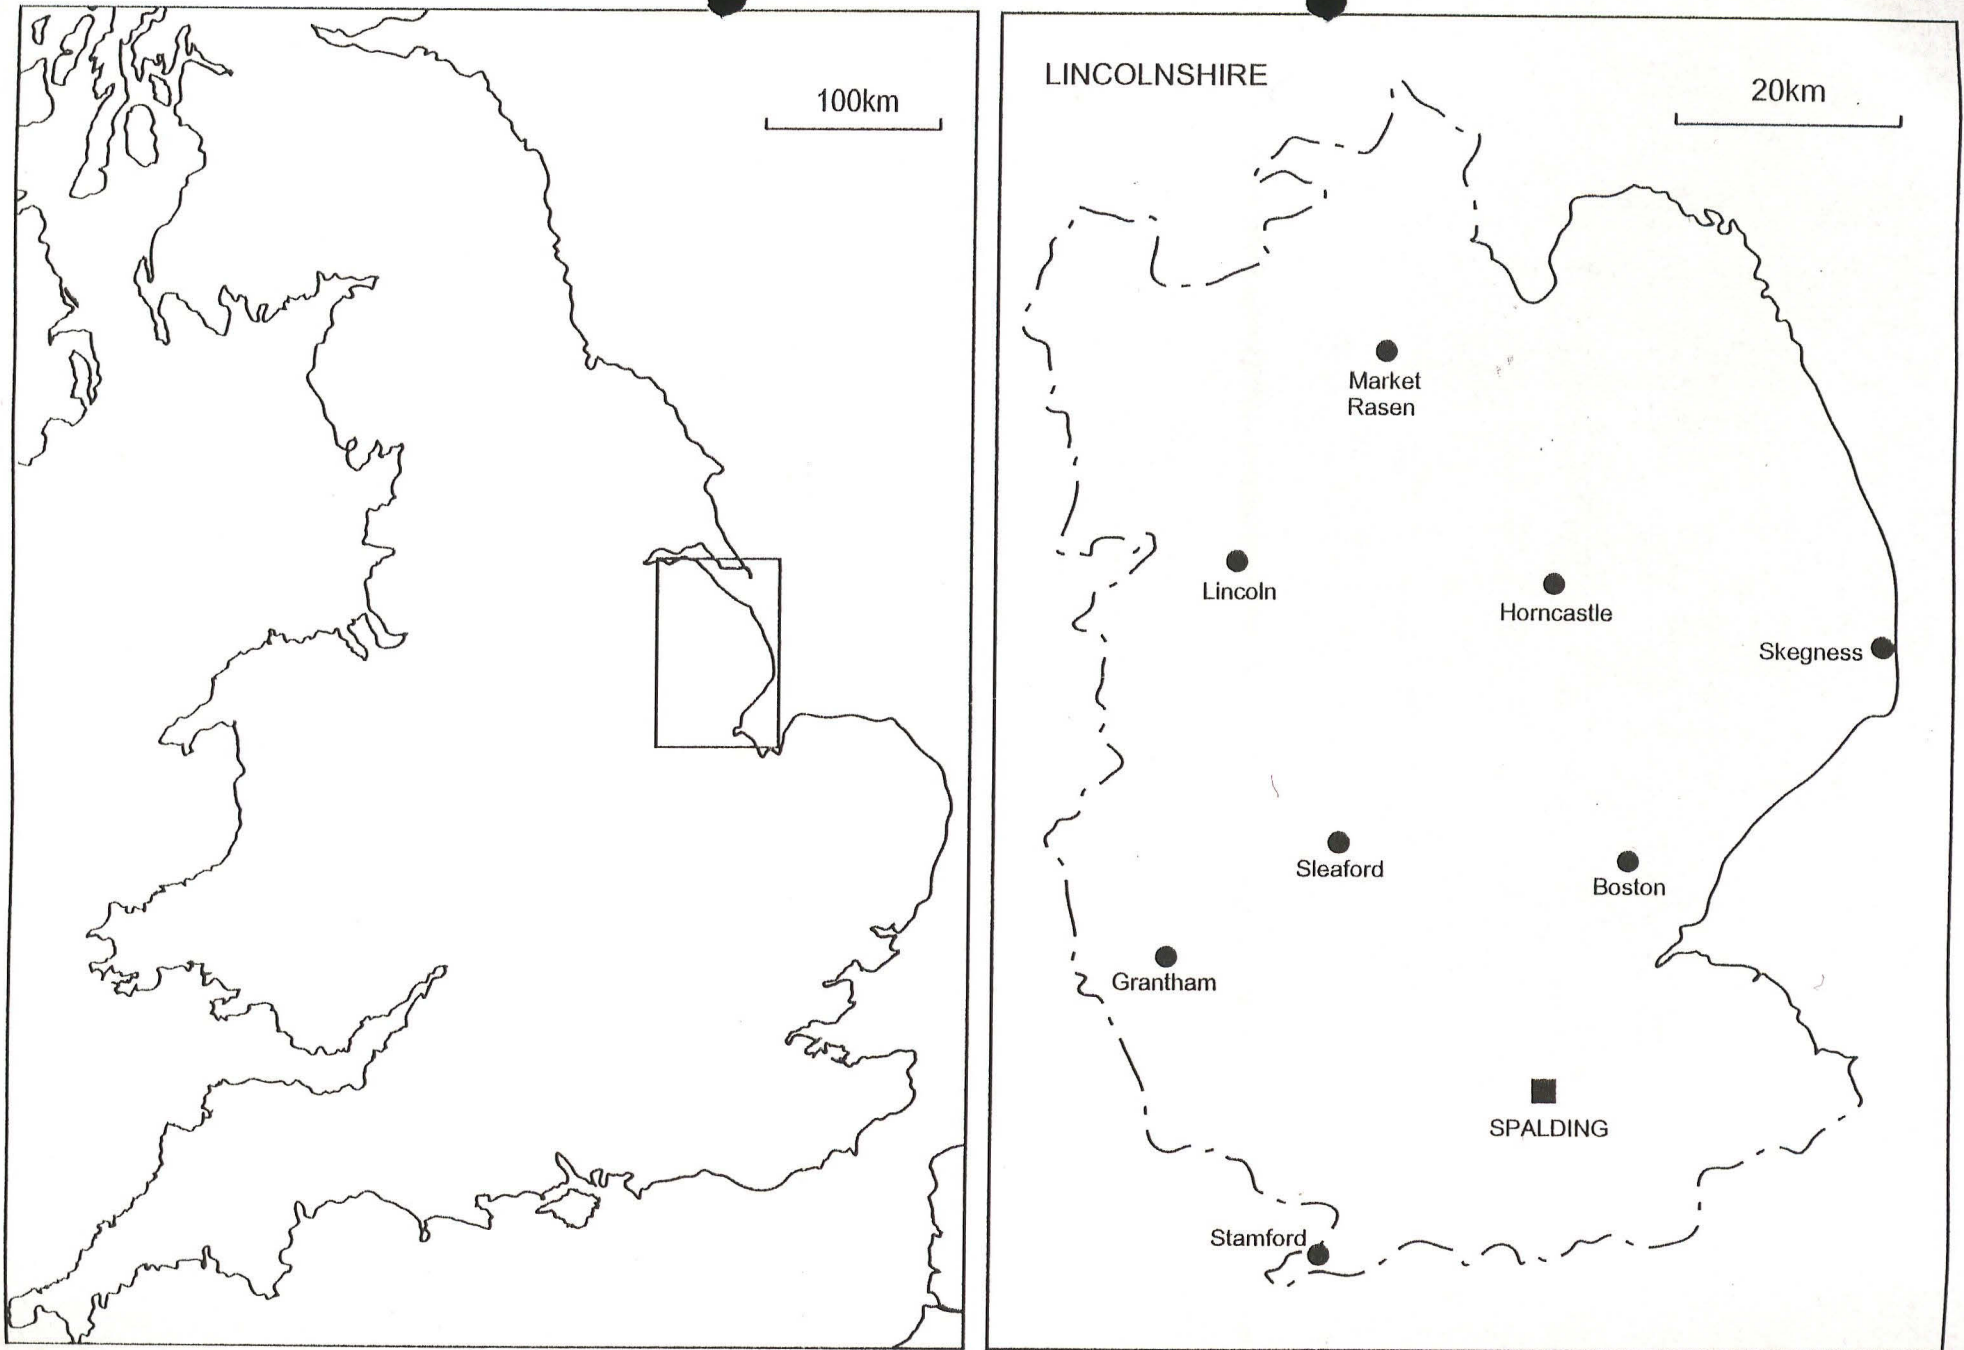 100km
LINCOLNSHIRE
20km
Market
Rasen
Lincoln
Horncastle
Skegness
Sleaford
Boston
Grantham
SPALDING
Stamford